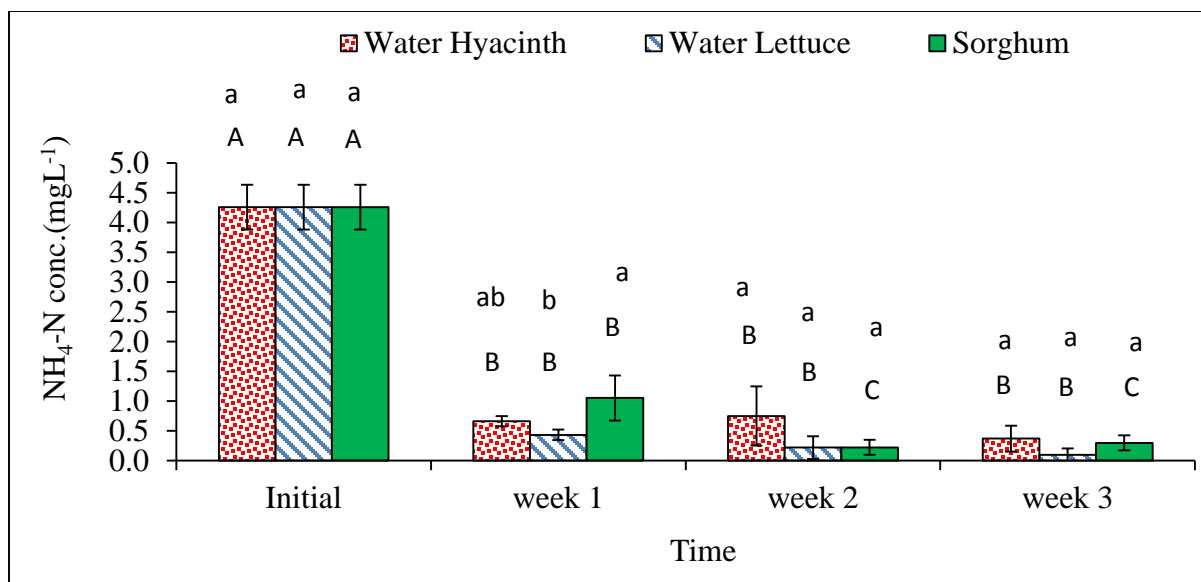 Water Hyacinth Water Lettuce Sorghum
a a a
A A A
NH4-N conc.(mgL-1)
5.0
4.5
4.0
3.5
3.0
2.5
2.0
1.5
1.0
0.5
0.0
ab b a
B B B
a a a
B B C
a a a
B B C
Initial week 1 week 2 week 3
Time